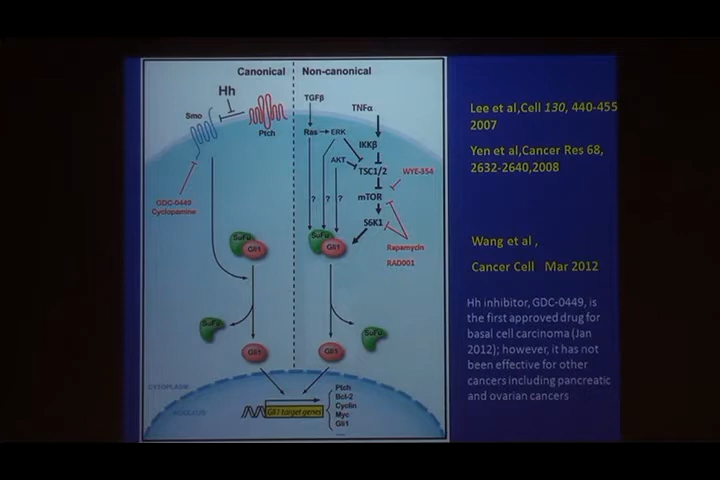 Canonical
Non-canonical
Hh
Smo
Ptch
TGFβ
TNFα
Ras
ERK
IKKβ
AKT
TSC1/2
WYE-354
mTOR
GDC-0449
Cyclopamine
?
?
?
S6K1
SuFu
Gli1
SuFu
Gli1
Rapamycin
RAD001
SuFu
Gli1
Gli1
SuFu
CYTOPLASM
NUCLEUS
Gli1 target genes
Ptch
Bcl-2
Cyclin
Myc
Gli1
Lee et al,Cell 130, 440-455
2007
Yen et al,Cancer Res 68,
2632-2640,2008
Wang et al ,
Cancer Cell Mar 2012
Hh inhibitor, GDC-0449, is
the first approved drug for
basal cell carcinoma (Jan
2012); however, it has not
been effective for other
cancers including pancreatic
and ovarian cancers